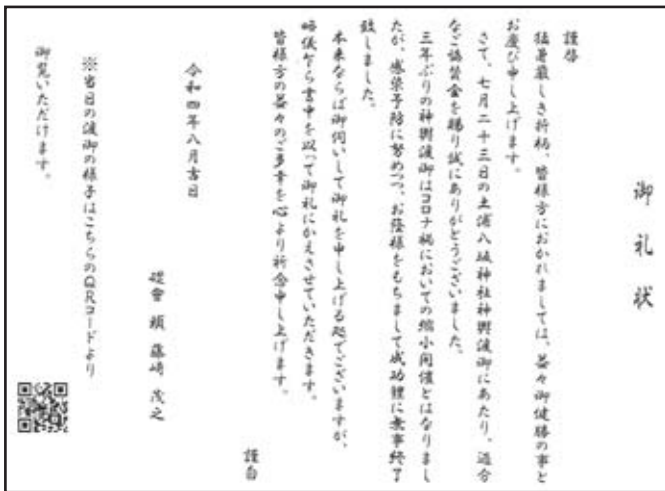 御礼状
謹啓
猛暑厳しき折柄、皆様方におかれましては、益々御健勝の事と
お慶び申し上げます。
さて、七月二十三日の土浦八坂神社神輿渡御にあたり、過分
なご協賛金を賜り誠にありがとうございました。
三年ぶりの神輿渡御はコロナ禍においての縮小開催とはなりまし
たが、感染予防に努めつつ、お蔭様をもちまして成功裡に無事終了
致しました。
本来ならば御伺いして御礼を申し上げる処でございますが、
略儀乍ら書中を以って御礼にかえさせていただきます。
皆様方の益々のご多幸を心より祈念申し上げます。
謹白
令和四年八月吉日
礎會 頭 藤﨑 茂之
※当日の渡御の様子はこちらのQRコードより
御覧いただけます。